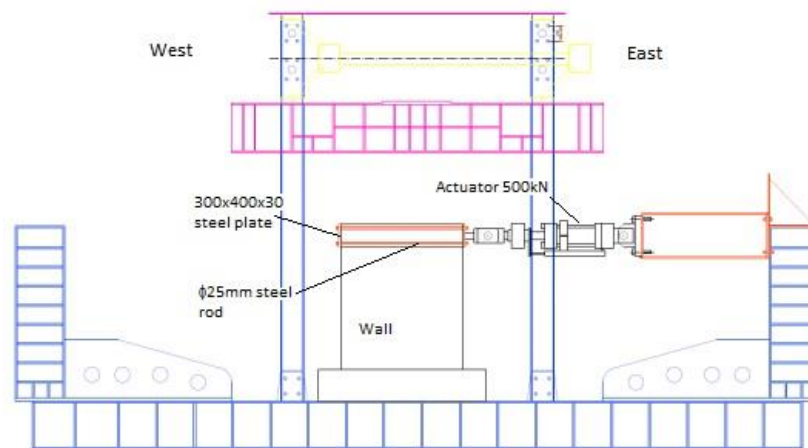 West
East
Actuator 500kN
300x400x30
steel plate
ϕ25mm steel
rod
Wall